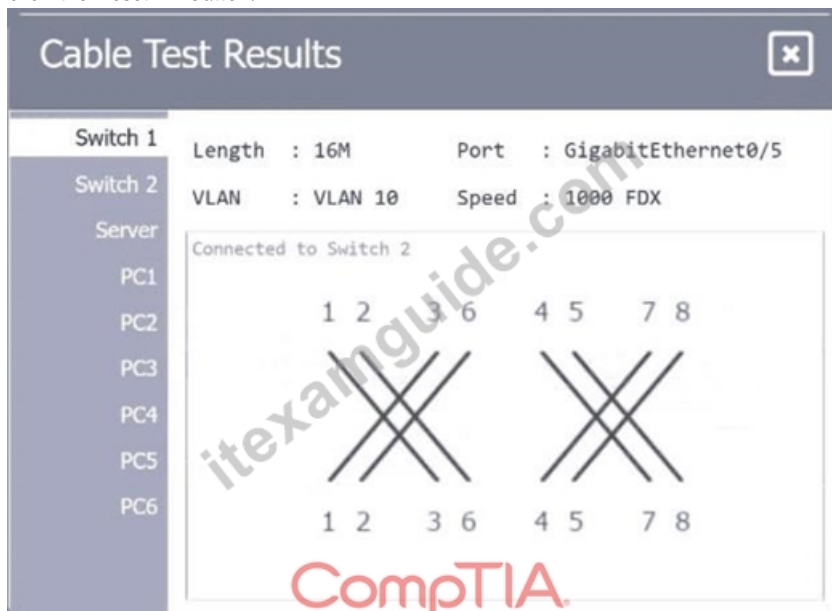 Cable Test Results
Switch 1
Switch 2
Server
PC1
PC2
PC3
PC4
PC5
PC6
Length : 16M Port : GigabitEthernet0/5
VLAN : VLAN 10 Speed : 1000 FDX
Connected to Switch 2
1 2 3 6 4 5 7 8
1 2 3 6 4 5 7 8
itexamguide.com
CompTIA.